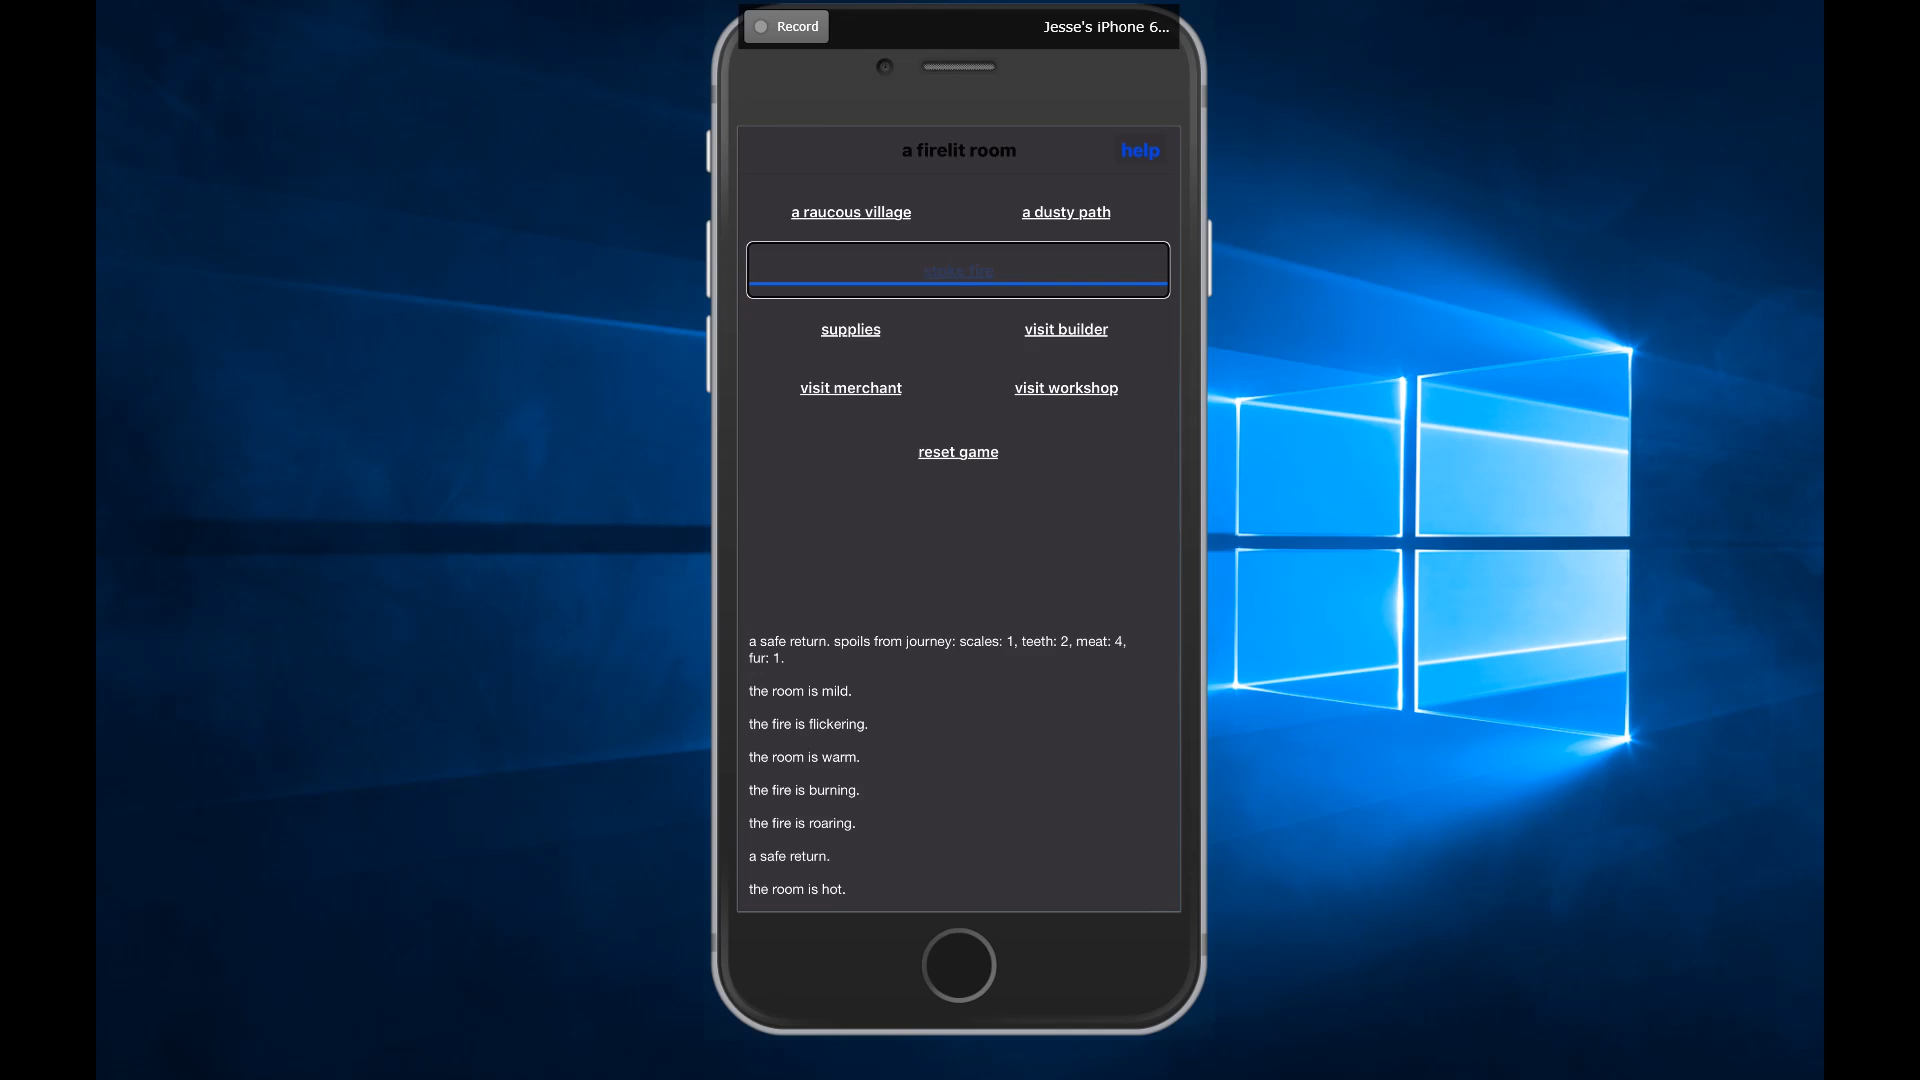 Record
Jesse's iPhone 6...
a firelit room
help
a raucous village
a dusty path
stoke fire
supplies
visit builder
visit merchant
visit workshop
reset game
a safe return. spoils from journey: scales: 1, teeth: 2, meat: 4,
fur: 1.
the room is mild.
the fire is flickering.
the room is warm.
the fire is burning.
the fire is roaring.
a safe return.
the room is hot.